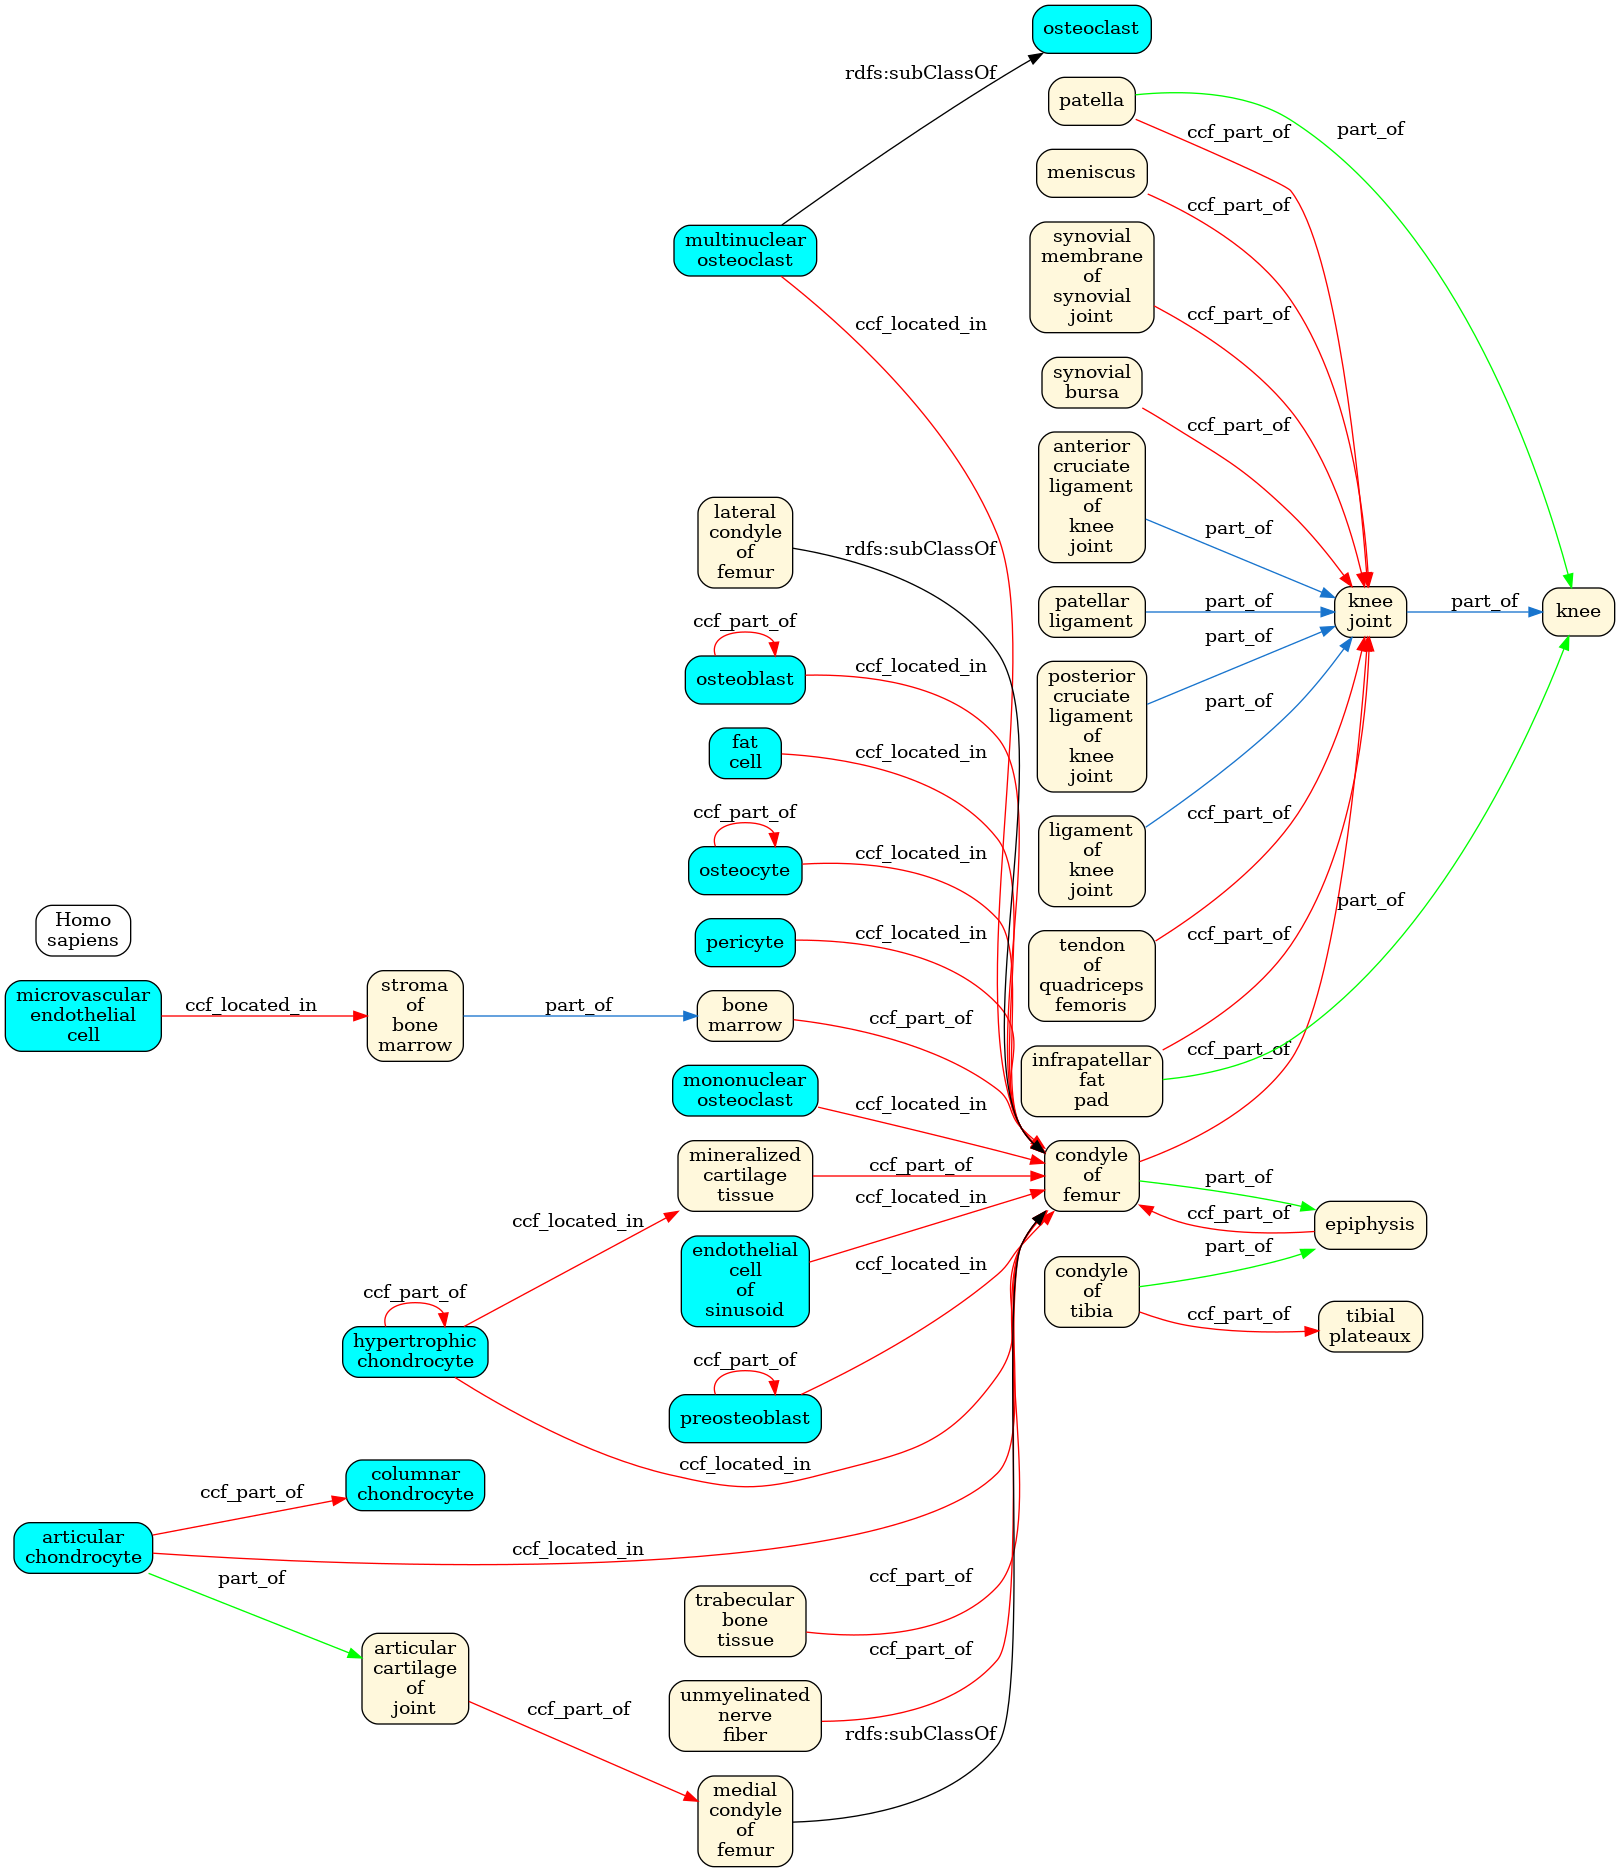 osteoclast
rdfs:subClassOf
patella
ccf_part_of
part_of
meniscus
ccf_part_of
multinuclear
osteoclast
ccf_located_in
synovial
membrane
of
synovial
joint
ccf_part_of
synovial
bursa
ccf_part_of
anterior
cruciate
ligament
of
knee
joint
part_of
lateral
condyle
of
femur
rdfs:subClassOf
patellar
ligament
part_of
knee
joint
part_of
knee
ccf_part_of
osteoblast
ccf_located_in
posterior
cruciate
ligament
of
knee
joint
part_of
fat
cell
ccf_located_in
part_of
ccf_part_of
osteocyte
ccf_located_in
ligament
of
knee
joint
ccf_part_of
part_of
Homo
sapiens
pericyte
ccf_located_in
tendon
of
quadriceps
femoris
ccf_part_of
microvascular
endothelial
cell
ccf_located_in
stroma
of
bone
marrow
part_of
bone
marrow
ccf_part_of
infrapatellar
fat
pad
ccf_part_of
mononuclear
osteoclast
ccf_located_in
mineralized
cartilage
tissue
ccf_part_of
condyle
of
femur
part_of
ccf_located_in
ccf_located_in
ccf_part_of
epiphysis
endothelial
cell
of
sinusoid
ccf_located_in
condyle
of
tibia
part_of
ccf_part_of
tibial
plateaux
ccf_part_of
hypertrophic
chondrocyte
ccf_part_of
preosteoblast
ccf_located_in
columnar
chondrocyte
ccf_part_of
articular
chondrocyte
ccf_located_in
part_of
trabecular
bone
tissue
ccf_part_of
articular
cartilage
of
joint
ccf_part_of
unmyelinated
nerve
fiber
ccf_part_of
rdfs:subClassOf
medial
condyle
of
femur